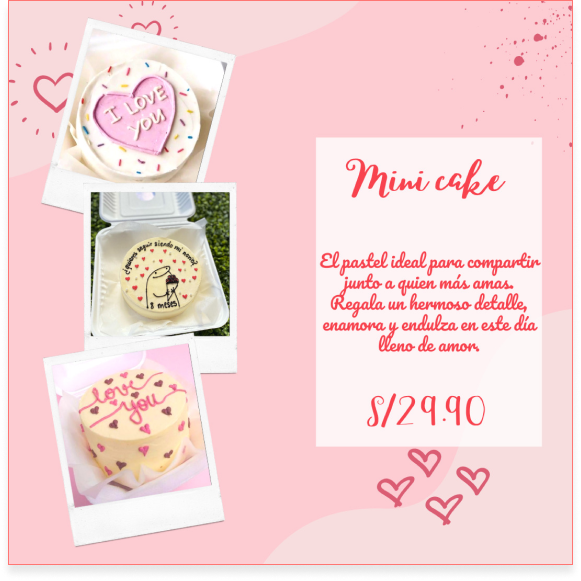 I LOVE
YOU
¿Quieres seguir siendo mi novio?
8 meses
love
you
Mini cake
El pastel ideal para compartir
junto a quien más amas.
Regala un hermoso detalle,
enamora y endulza en este día
lleno de amor.
S/29.90